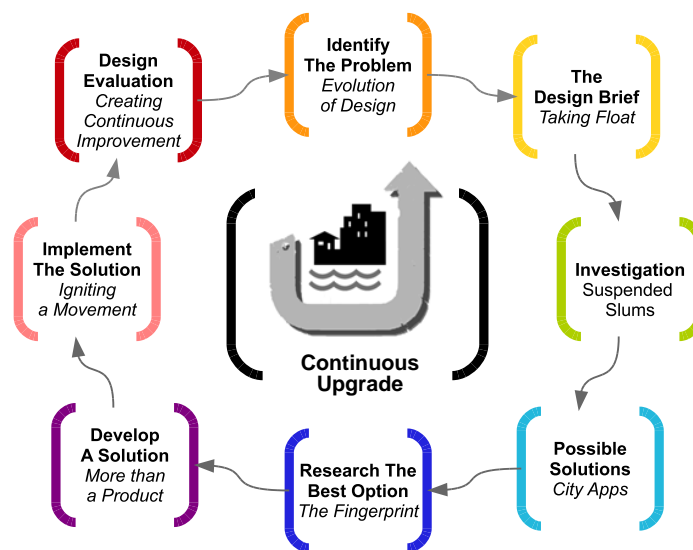 Identify
The Problem
Evolution
of Design
The
Design Brief
Taking Float
Investigation
Suspended
Slums
Possible
Solutions
City Apps
Research The
Best Option
The Fingerprint
Develop
A Solution
More than
a Product
Implement
The Solution
Igniting
a Movement
Design
Evaluation
Creating
Continuous
Improvement
Continuous
Upgrade